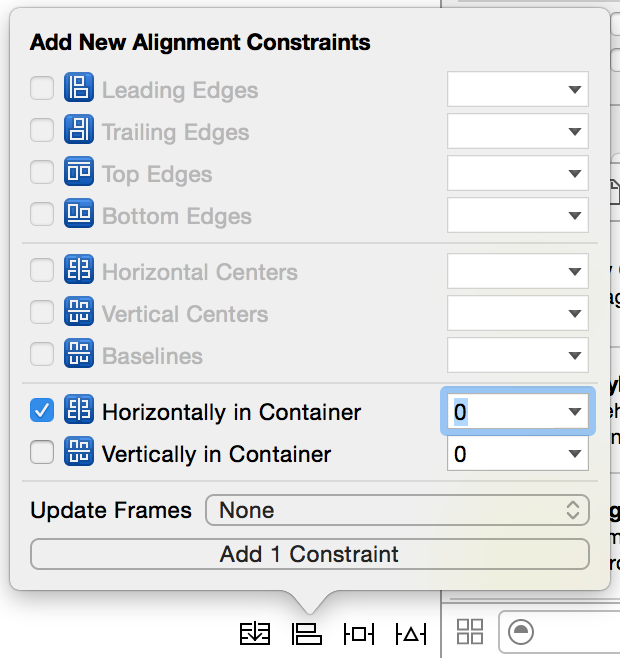 Add New Alignment Constraints
Leading Edges
Trailing Edges
Top Edges
Bottom Edges
Horizontal Centers
Vertical Centers
Baselines
Horizontally in Container 0
Vertically in Container 0
Update Frames None
Add 1 Constraint